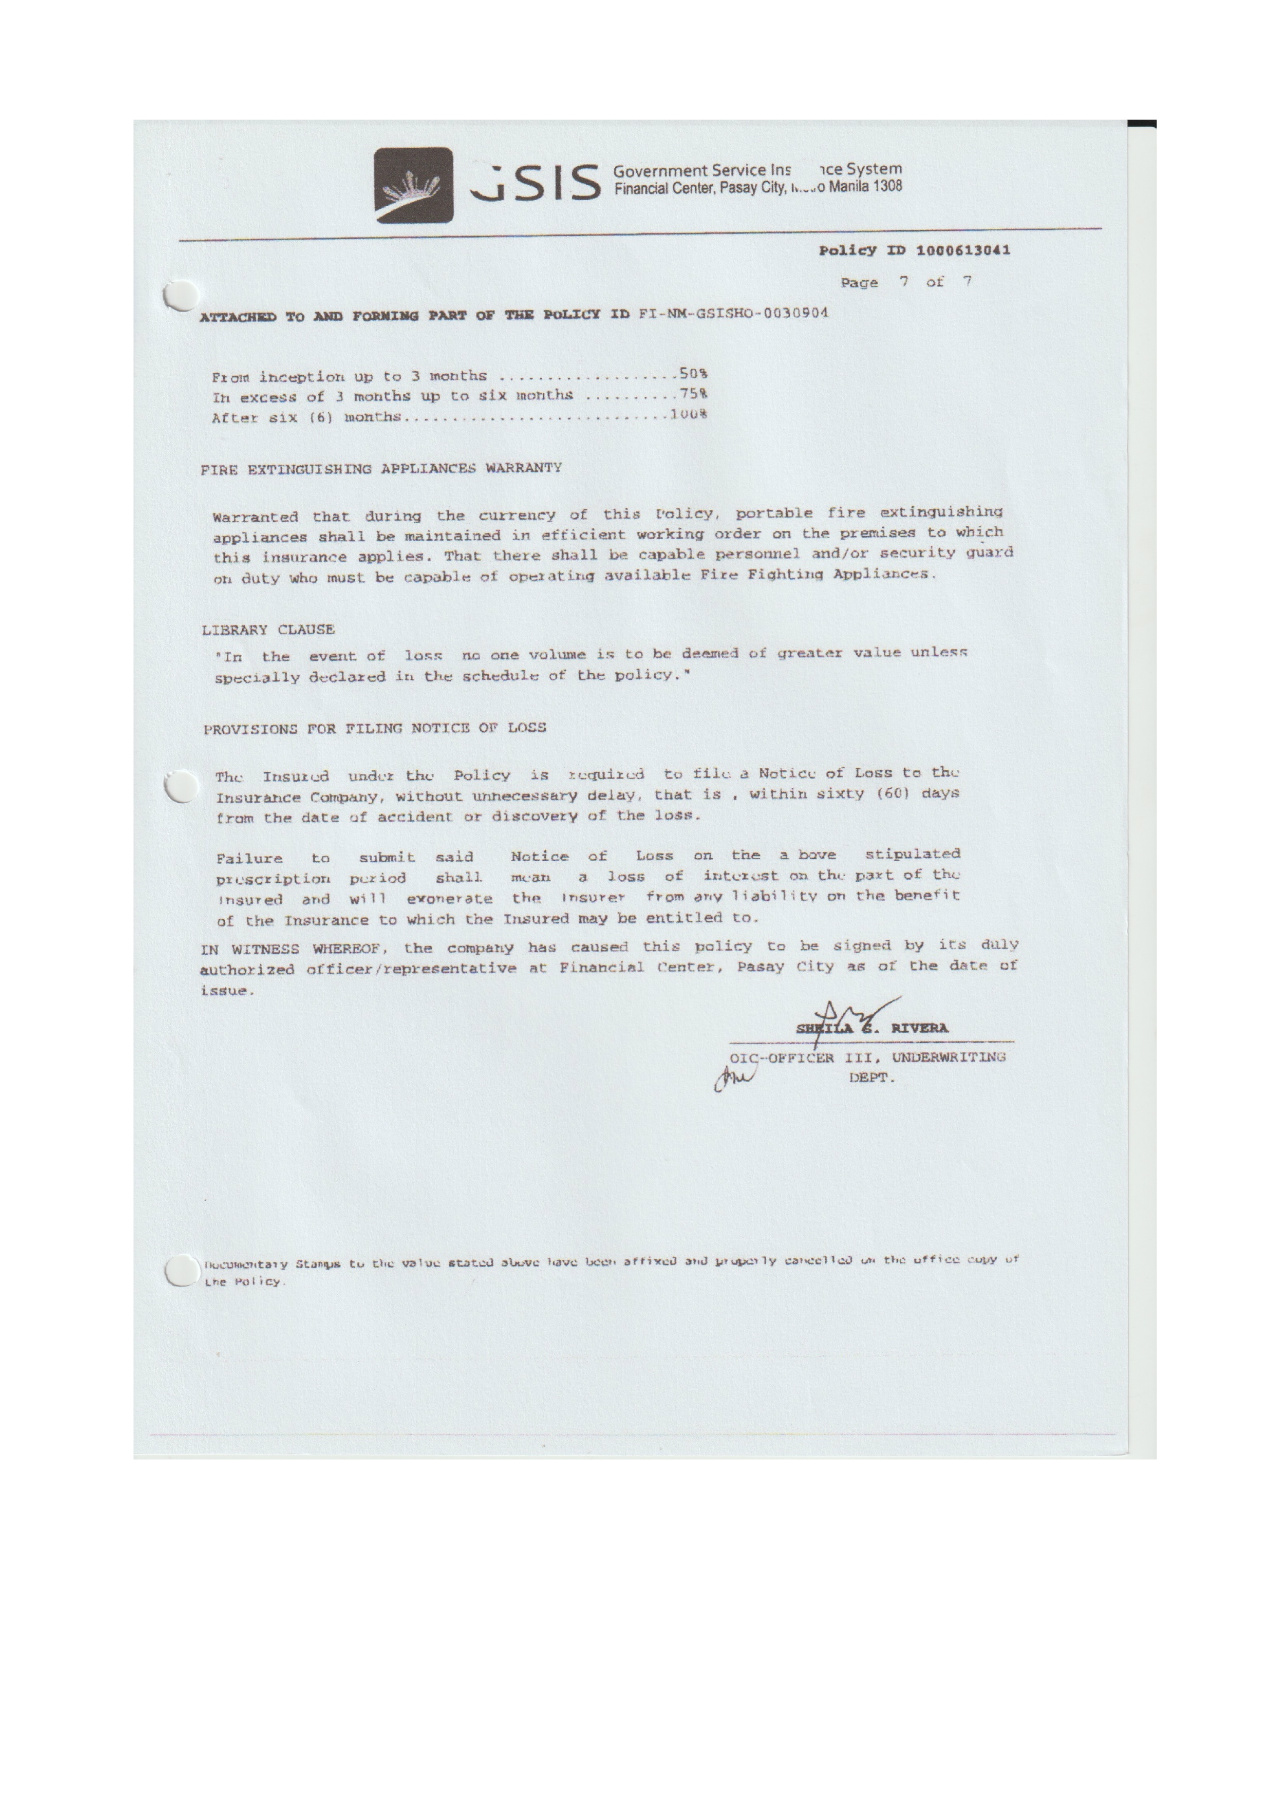 GSIS Government Service Ins nce System
Financial Center, Pasay City, Manila 1308
Policy ID 1000613041
Page 7 of 7
ATTACHED TO AND FORMING PART OF THE POLICY ID FI-NM-GSISHO-0030904
From inception up to 3 months ...................50%
In excess of 3 months up to six months ..........75%
After six (6) months............................100%
FIRE EXTINGUISHING APPLIANCES WARRANTY
Warranted that during the currency of this Policy, portable fire extinguishing
appliances shall be maintained in efficient working order on the premises to which
this insurance applies. That there shall be capable personnel and/or security guard
on duty who must be capable of operating available Fire Fighting Appliances.
LIBRARY CLAUSE
"In the event of loss no one volume is to be deemed of greater value unless
specially declared in the schedule of the policy."
PROVISIONS FOR FILING NOTICE OF LOSS
The Insured under the Policy is required to file a Notice of Loss to the
Insurance Company, without unnecessary delay, that is , within sixty (60) days
from the date of accident or discovery of the loss.
Failure to submit said Notice of Loss on the a bove stipulated
prescription period shall mean a loss of interest on the part of the
Insured and will exonerate the Insurer from any liability on the benefit
of the Insurance to which the Insured may be entitled to.
IN WITNESS WHEREOF, the company has caused this policy to be signed by its duly
authorized officer/representative at Financial Center, Pasay City as of the date of
issue.
SHEILA G. RIVERA
OIC-OFFICER III, UNDERWRITING
DEPT.
Documentary Stamps to the value stated above have been affixed and properly cancelled on the office copy of
the Policy.